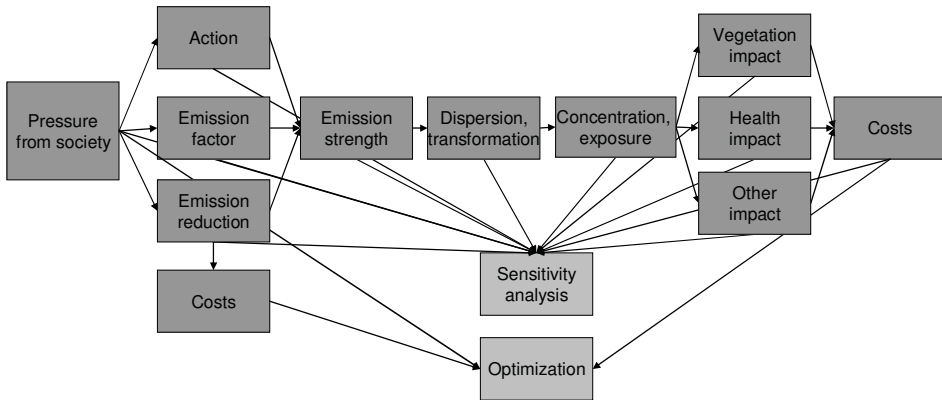 Pressure
from society
Action
Emission
factor
Emission
reduction
Costs
Emission
strength
Dispersion,
transformation
Concentration,
exposure
Vegetation
impact
Health
impact
Other
impact
Costs
Sensitivity
analysis
Optimization